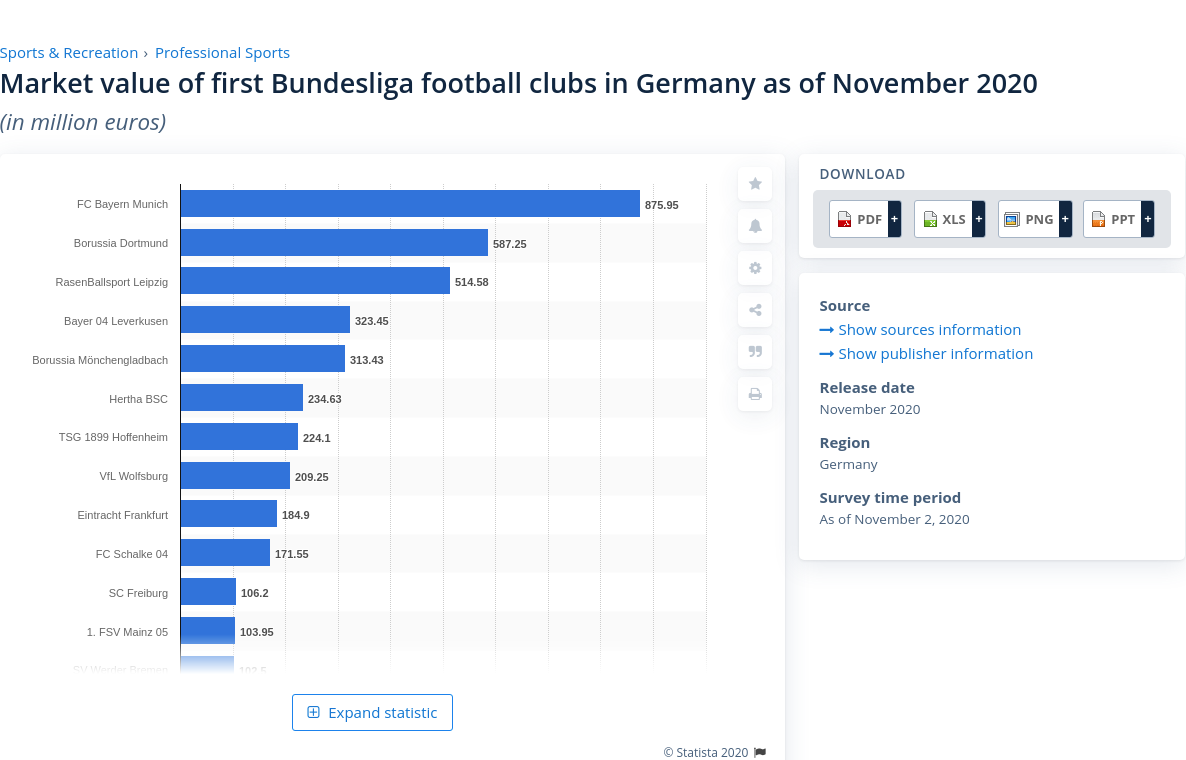 Sports & Recreation › Professional Sports
Market value of first Bundesliga football clubs in Germany as of November 2020
(in million euros)
FC Bayern Munich 875.95
Borussia Dortmund 587.25
RasenBallsport Leipzig 514.58
Bayer 04 Leverkusen 323.45
Borussia Mönchengladbach 313.43
Hertha BSC 234.63
TSG 1899 Hoffenheim 224.1
VfL Wolfsburg 209.25
Eintracht Frankfurt 184.9
FC Schalke 04 171.55
SC Freiburg 106.2
1. FSV Mainz 05 103.95
SV Werder Bremen 102.5
Expand statistic
© Statista 2020
DOWNLOAD
PDF + XLS + PNG + PPT +
Source
Show sources information
Show publisher information
Release date
November 2020
Region
Germany
Survey time period
As of November 2, 2020